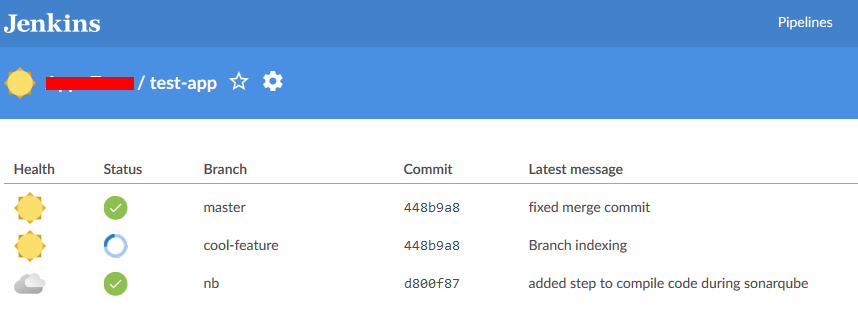 Jenkins
Pipelines
/ test-app
Health Status Branch Commit Latest message
master 448b9a8 fixed merge commit
cool-feature 448b9a8 Branch indexing
nb d800f87 added step to compile code during sonarqube